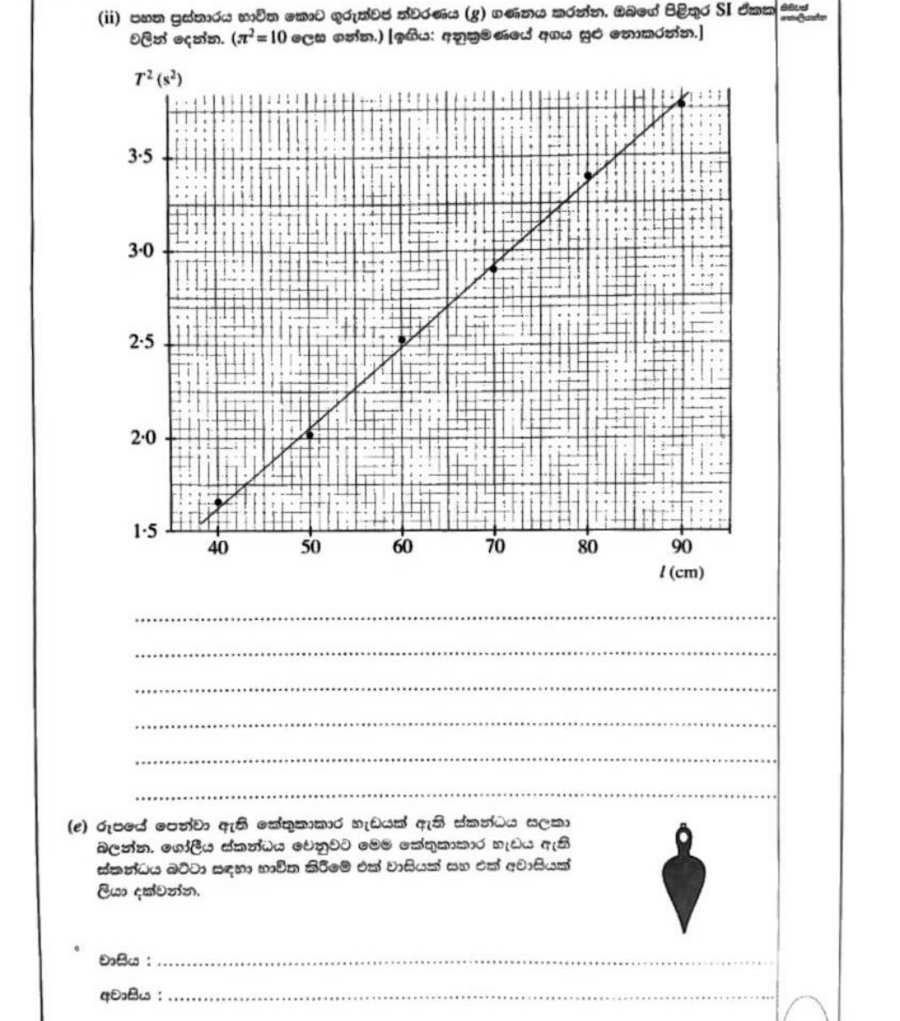 (ii) පහත ප්‍රස්තාරය භාවිත කොට ගුරුත්වජ ත්වරණය (g) ගණනය කරන්න. ඔබගේ පිළිතුර SI ඒකක
වලින් දෙන්න. (π² = 10 ලෙස ගන්න.) [ඉඟිය: අනුක්‍රමණයේ අගය සුළු නොකරන්න.]
T² (s²)
3·5
3·0
2·5
2·0
1·5
40 50 60 70 80 90
l (cm)
(e) රූපයේ පෙන්වා ඇති කේතුකාකාර හැඩයක් ඇති ස්කන්ධය සලකා
බලන්න. ගෝලීය ස්කන්ධය වෙනුවට මෙම කේතුකාකාර හැඩය ඇති
ස්කන්ධය බට්ටා සඳහා භාවිත කිරීමේ එක් වාසියක් සහ එක් අවාසියක්
ලියා දක්වන්න.
වාසිය :
අවාසිය :